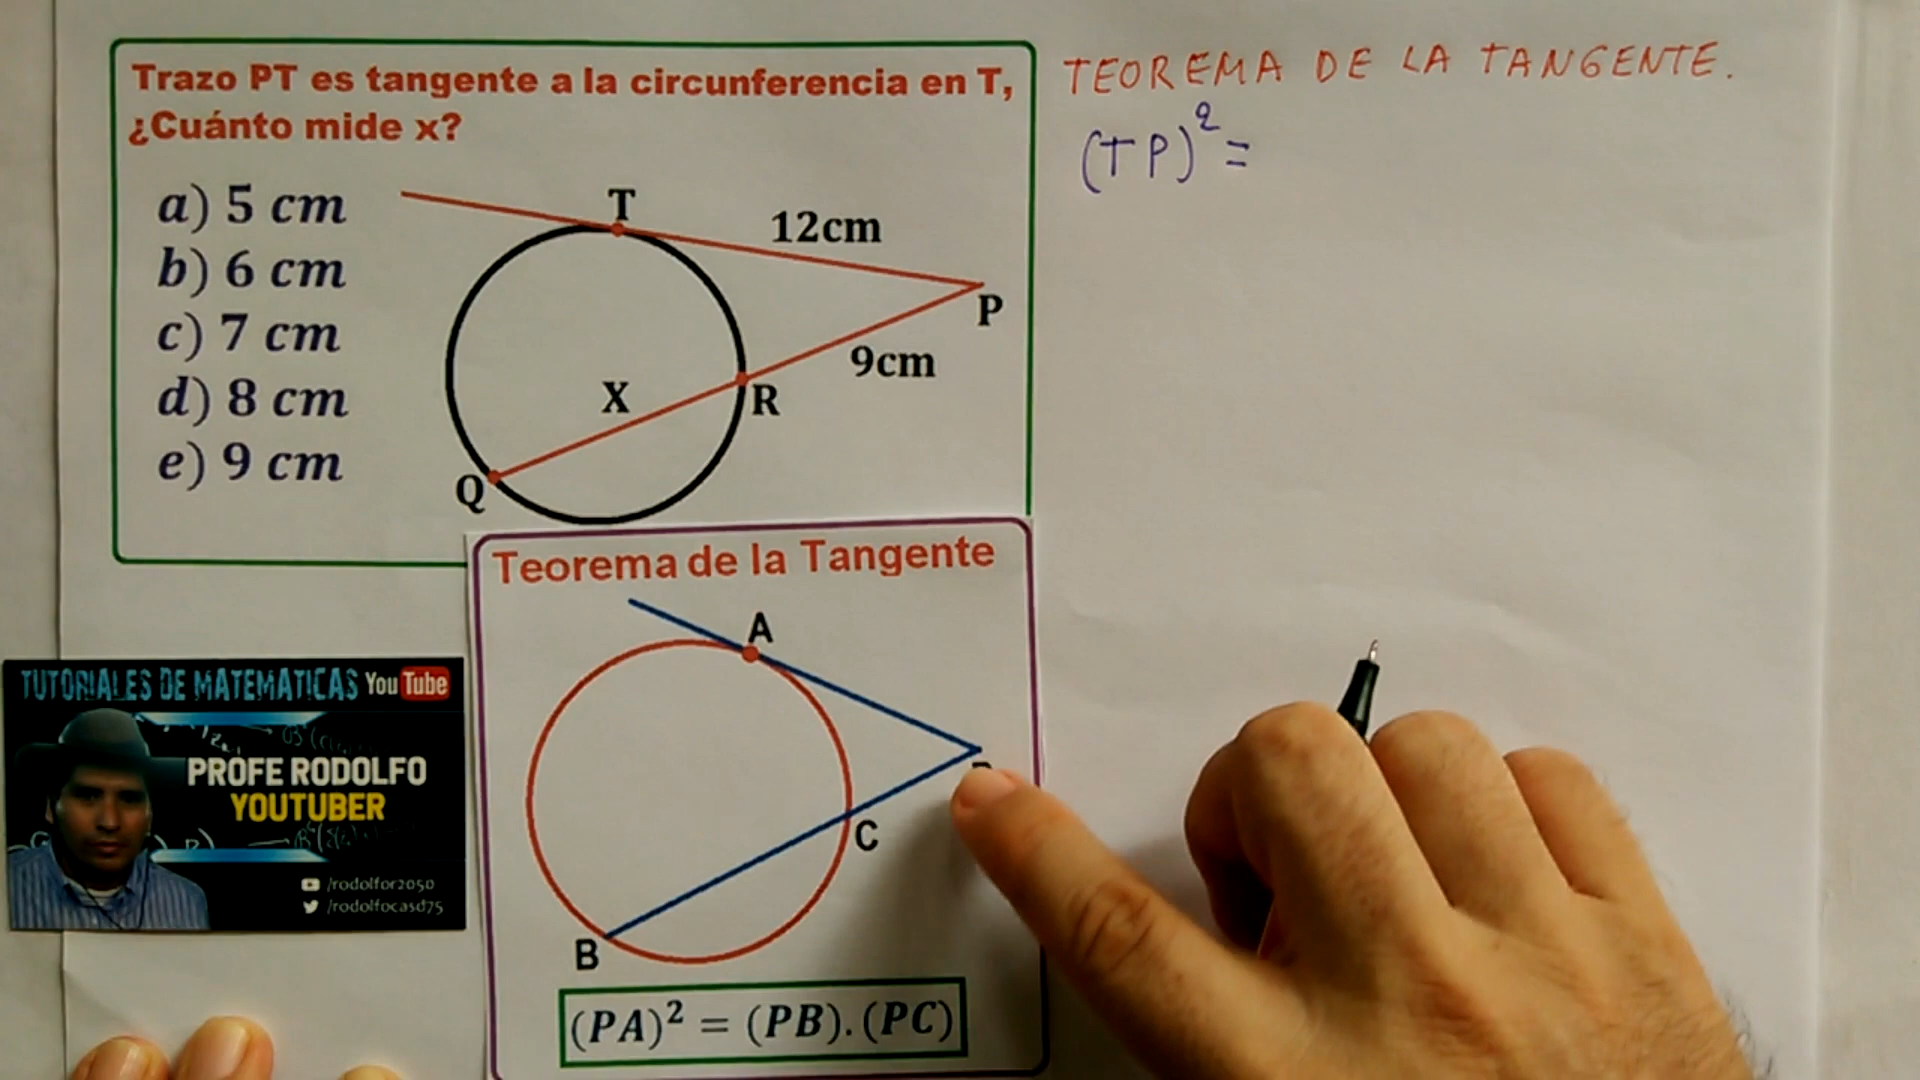 Trazo PT es tangente a la circunferencia en T,
¿Cuánto mide x?
a) 5 cm
b) 6 cm
c) 7 cm
d) 8 cm
e) 9 cm
T
12cm
P
9cm
X
R
Q
TEOREMA DE LA TANGENTE.
(TP)² =
Teorema de la Tangente
A
C
B
(PA)² = (PB).(PC)
TUTORIALES DE MATEMATICAS YouTube
PROFE RODOLFO
YOUTUBER
/rodolfor2050
/rodolfocasd75